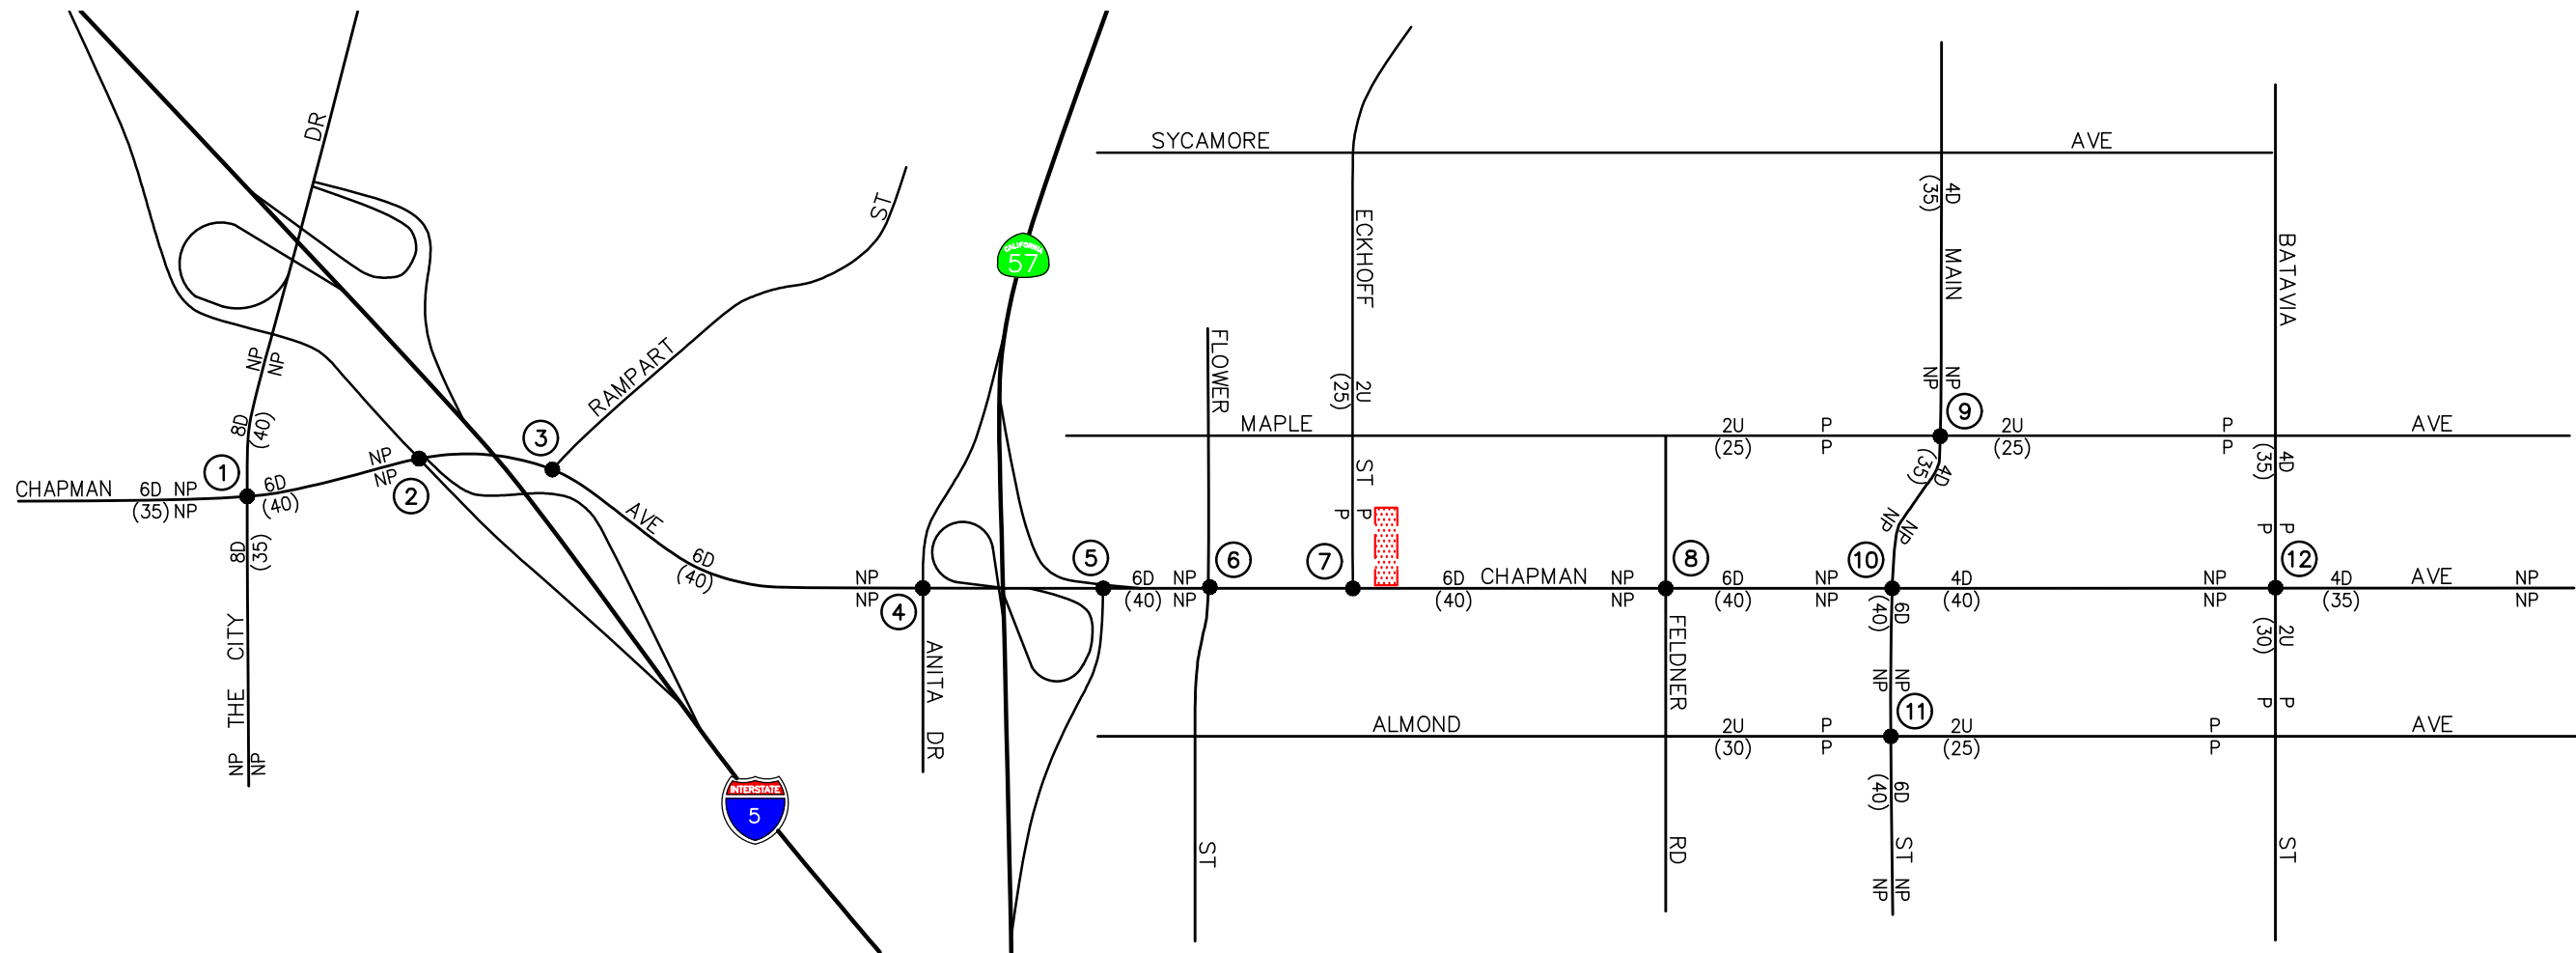 DR
SYCAMORE AVE
4D
(35)
ST
ECKHOFF
CALIFORNIA
57
MAIN
BATAVIA
NP
NP
RAMPART
FLOWER
2U
(25)
NP
NP
9
8D
(40)
3
MAPLE
2U
(25)
P
P
2U
(25)
P
P
AVE
1
NP
NP
2
ST
(35)
4D
4D
(35)
CHAPMAN
6D
(35)
NP
NP
6D
(40)
AVE
P
P
NP
NP
P
P
8D
(35)
6D
(40)
5
6
7
8
10
12
NP
NP
4
6D
(40)
NP
NP
6D
(40)
CHAPMAN
NP
NP
6D
(40)
NP
NP
4D
(40)
NP
NP
4D
(35)
AVE
NP
NP
THE CITY
ANITA DR
FELDNER
6D
(40)
2U
(30)
NP
NP
P
P
11
ALMOND
2U
(30)
P
P
2U
(25)
P
P
AVE
NP
NP
INTERSTATE
5
6D
(40)
ST
RD
ST
ST
NP
NP